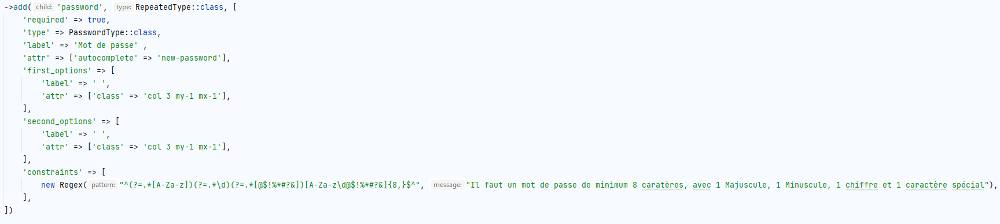 ->add( child: 'password', type: RepeatedType::class, [
    'required' => true,
    'type' => PasswordType::class,
    'label' => 'Mot de passe' ,
    'attr' => ['autocomplete' => 'new-password'],
    'first_options' => [
        'label' => ' ',
        'attr' => ['class' => 'col 3 my-1 mx-1'],
    ],
    'second_options' => [
        'label' => ' ',
        'attr' => ['class' => 'col 3 my-1 mx-1'],
    ],
    'constraints' => [
        new Regex( pattern: "^(?=.*[A-Za-z])(?=.*\d)(?=.*[@$!%*#?&])[A-Za-z\d@$!%*#?&]{8,}$^", message: "Il faut un mot de passe de minimum 8 caratères, avec 1 Majuscule, 1 Minuscule, 1 chiffre et 1 caractère spécial"),
    ],
])